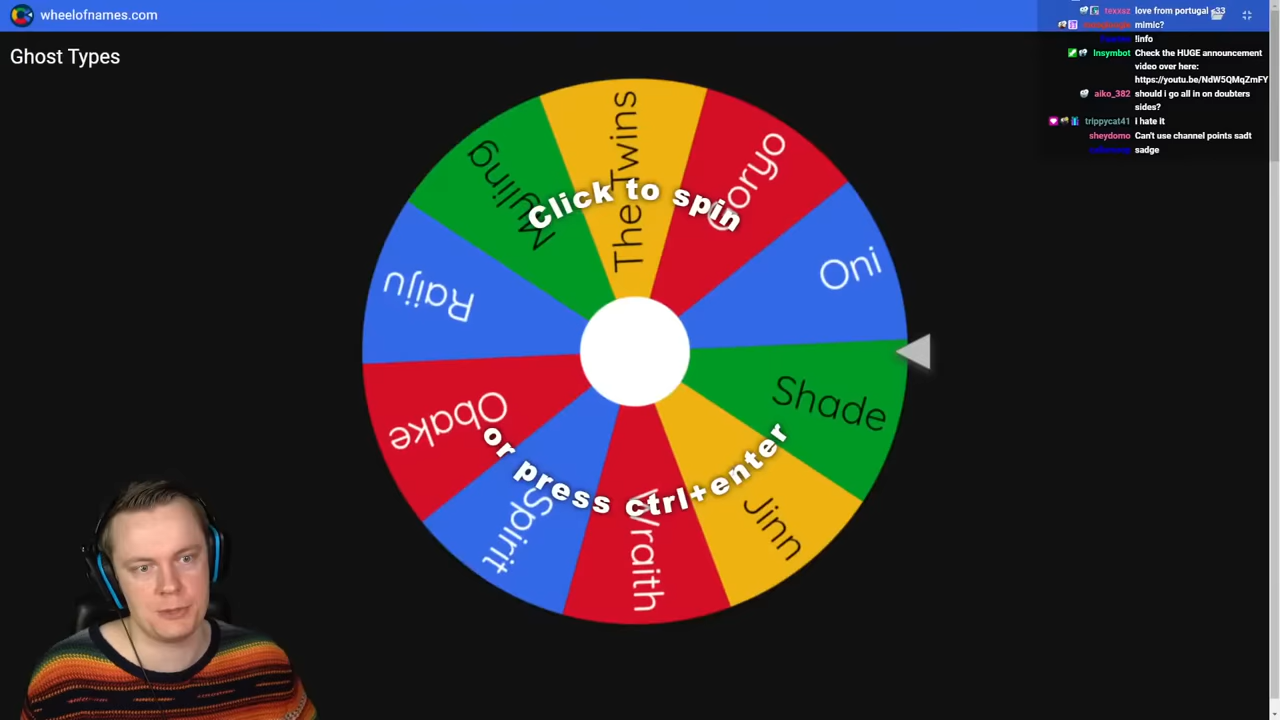 wheelofnames.com
Ghost Types
Click to spin
or press ctrl+enter
The Twins
Goryo
Oni
Shade
Jinn
Wraith
Spirit
Obake
Raiju
Myling
texxsz love from portugal <33
mimic?
!info
Insymbot Check the HUGE announcement
video over here:
https://youtu.be/NdW5QMqZmFY
aiko_382 should i go all in on doubters
sides?
trippycat41 i hate it
sheydomo Can't use channel points sadt
sadge